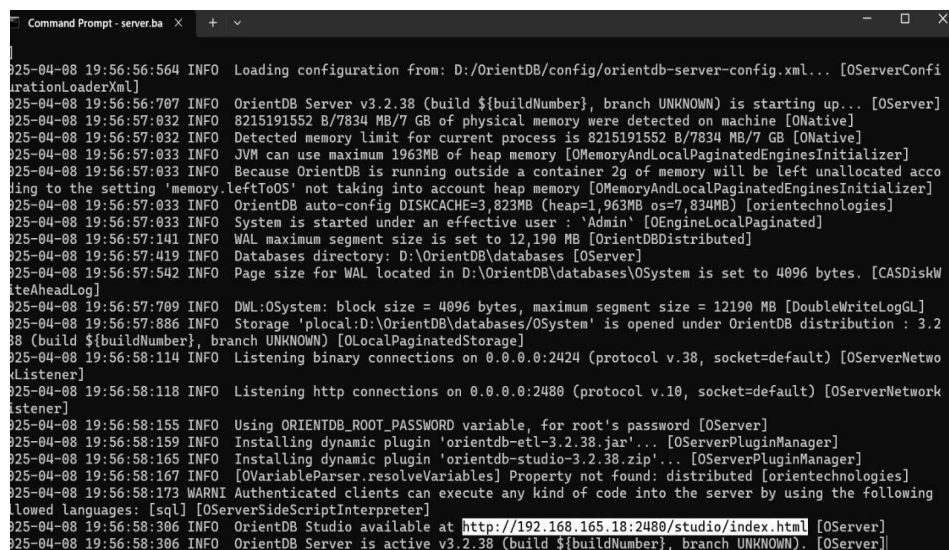 Command Prompt - server.ba
]
025-04-08 19:56:56:564 INFO  Loading configuration from: D:/OrientDB/config/orientdb-server-config.xml... [OServerConfi
urationLoaderXml]
025-04-08 19:56:56:707 INFO  OrientDB Server v3.2.38 (build ${buildNumber}, branch UNKNOWN) is starting up... [OServer]
025-04-08 19:56:57:032 INFO  8215191552 B/7834 MB/7 GB of physical memory were detected on machine [ONative]
025-04-08 19:56:57:032 INFO  Detected memory limit for current process is 8215191552 B/7834 MB/7 GB [ONative]
025-04-08 19:56:57:033 INFO  JVM can use maximum 1963MB of heap memory [OMemoryAndLocalPaginatedEnginesInitializer]
025-04-08 19:56:57:033 INFO  Because OrientDB is running outside a container 2g of memory will be left unallocated acco
ding to the setting 'memory.leftToOS' not taking into account heap memory [OMemoryAndLocalPaginatedEnginesInitializer]
025-04-08 19:56:57:033 INFO  OrientDB auto-config DISKCACHE=3,823MB (heap=1,963MB os=7,834MB) [orientechnologies]
025-04-08 19:56:57:033 INFO  System is started under an effective user : `Admin` [OEngineLocalPaginated]
025-04-08 19:56:57:141 INFO  WAL maximum segment size is set to 12,190 MB [OrientDBDistributed]
025-04-08 19:56:57:419 INFO  Databases directory: D:\OrientDB\databases [OServer]
025-04-08 19:56:57:542 INFO  Page size for WAL located in D:\OrientDB\databases\OSystem is set to 4096 bytes. [CASDiskW
iteAheadLog]
025-04-08 19:56:57:709 INFO  DWL:OSystem: block size = 4096 bytes, maximum segment size = 12190 MB [DoubleWriteLogGL]
025-04-08 19:56:57:886 INFO  Storage 'plocal:D:\OrientDB\databases/OSystem' is opened under OrientDB distribution : 3.2
38 (build ${buildNumber}, branch UNKNOWN) [OLocalPaginatedStorage]
025-04-08 19:56:58:114 INFO  Listening binary connections on 0.0.0.0:2424 (protocol v.38, socket=default) [OServerNetwo
kListener]
025-04-08 19:56:58:118 INFO  Listening http connections on 0.0.0.0:2480 (protocol v.10, socket=default) [OServerNetwork
istener]
025-04-08 19:56:58:155 INFO  Using ORIENTDB_ROOT_PASSWORD variable, for root's password [OServer]
025-04-08 19:56:58:159 INFO  Installing dynamic plugin 'orientdb-etl-3.2.38.jar'... [OServerPluginManager]
025-04-08 19:56:58:165 INFO  Installing dynamic plugin 'orientdb-studio-3.2.38.zip'... [OServerPluginManager]
025-04-08 19:56:58:167 INFO  [OVariableParser.resolveVariables] Property not found: distributed [orientechnologies]
025-04-08 19:56:58:173 WARNI Authenticated clients can execute any kind of code into the server by using the following
llowed languages: [sql] [OServerSideScriptInterpreter]
025-04-08 19:56:58:306 INFO  OrientDB Studio available at http://192.168.165.18:2480/studio/index.html [OServer]
025-04-08 19:56:58:306 INFO  OrientDB Server is active v3.2.38 (build ${buildNumber}, branch UNKNOWN). [OServer]